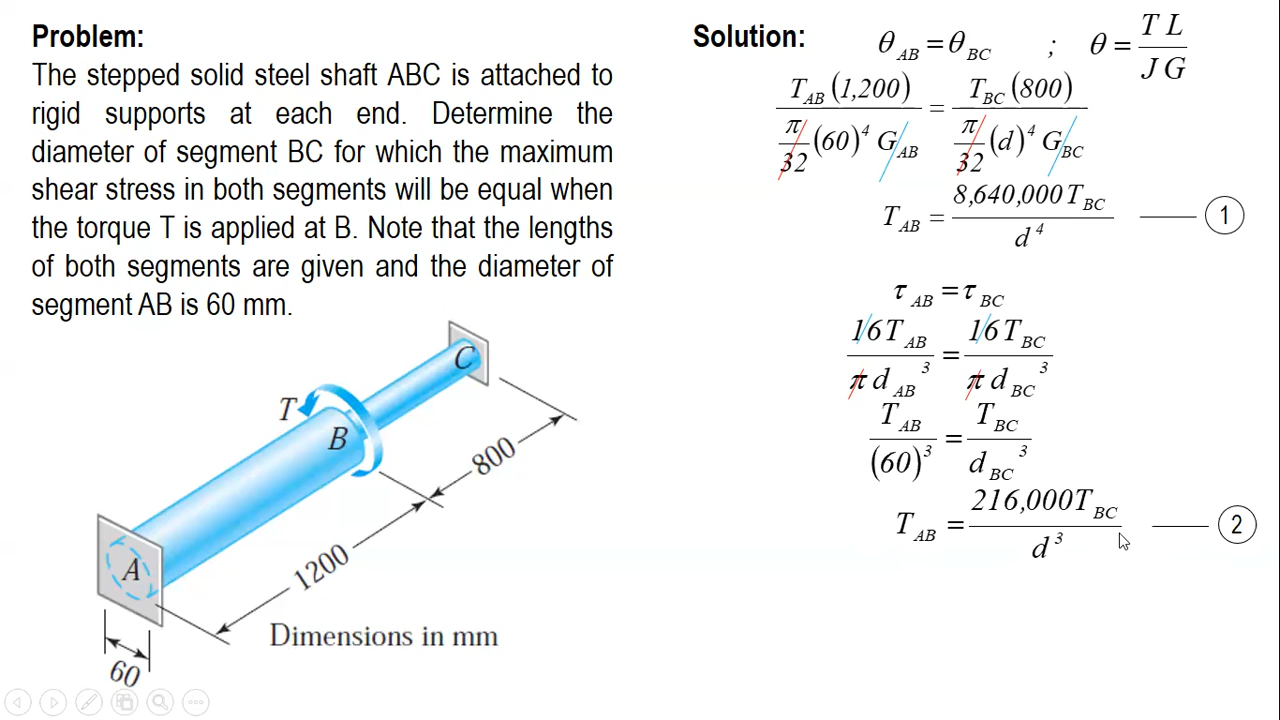 Problem:
The stepped solid steel shaft ABC is attached to
rigid supports at each end. Determine the
diameter of segment BC for which the maximum
shear stress in both segments will be equal when
the torque T is applied at B. Note that the lengths
of both segments are given and the diameter of
segment AB is 60 mm.
C
T
B
800
A
1200
Dimensions in mm
60
Solution:
θ_AB = θ_BC ; θ = T L / J G
T_AB (1,200) / π/32 (60)^4 G_AB = T_BC (800) / π/32 (d)^4 G_BC
T_AB = 8,640,000 T_BC / d^4 1
τ_AB = τ_BC
16 T_AB / π d_AB^3 = 16 T_BC / π d_BC^3
T_AB / (60)^3 = T_BC / d_BC^3
T_AB = 216,000 T_BC / d^3 2